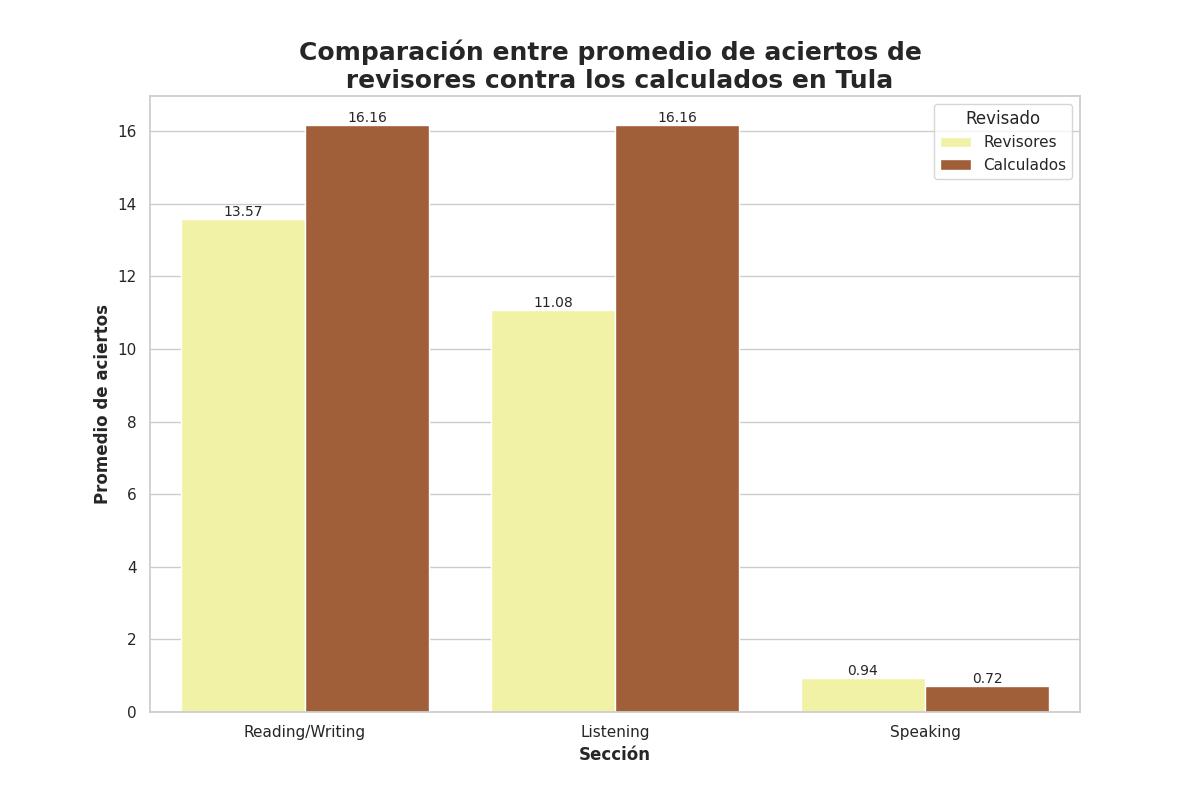 Comparación entre promedio de aciertos de
revisores contra los calculados en Tula
Revisado
Revisores
Calculados
Promedio de aciertos
16
14
12
10
8
6
4
2
0
13.57
16.16
11.08
16.16
0.94
0.72
Reading/Writing
Listening
Speaking
Sección